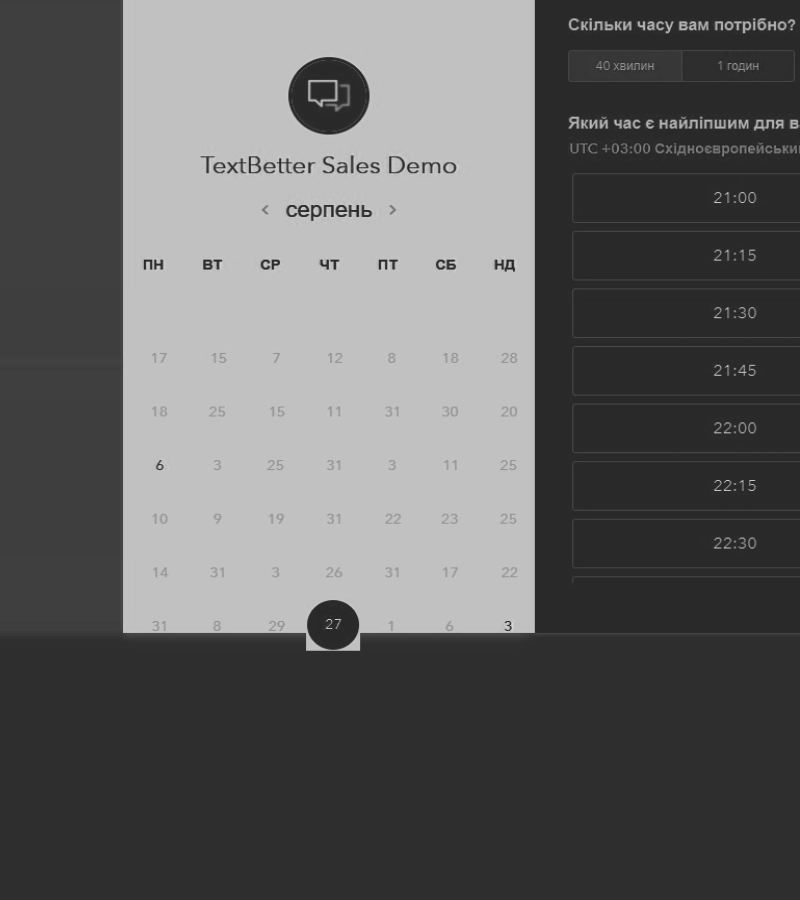 TextBetter Sales Demo
серпень
ПН ВТ СР ЧТ ПТ СБ НД
17 15 7 12 8 18 28
18 25 15 11 31 30 20
6 3 25 31 3 11 25
10 9 19 31 22 23 25
14 31 3 26 31 17 22
31 8 29 27 1 6 3
Скільки часу вам потрібно?
40 хвилин 1 годин
Який час є найліпшим для в
UTC +03:00 Східноєвропейськи
21:00
21:15
21:30
21:45
22:00
22:15
22:30